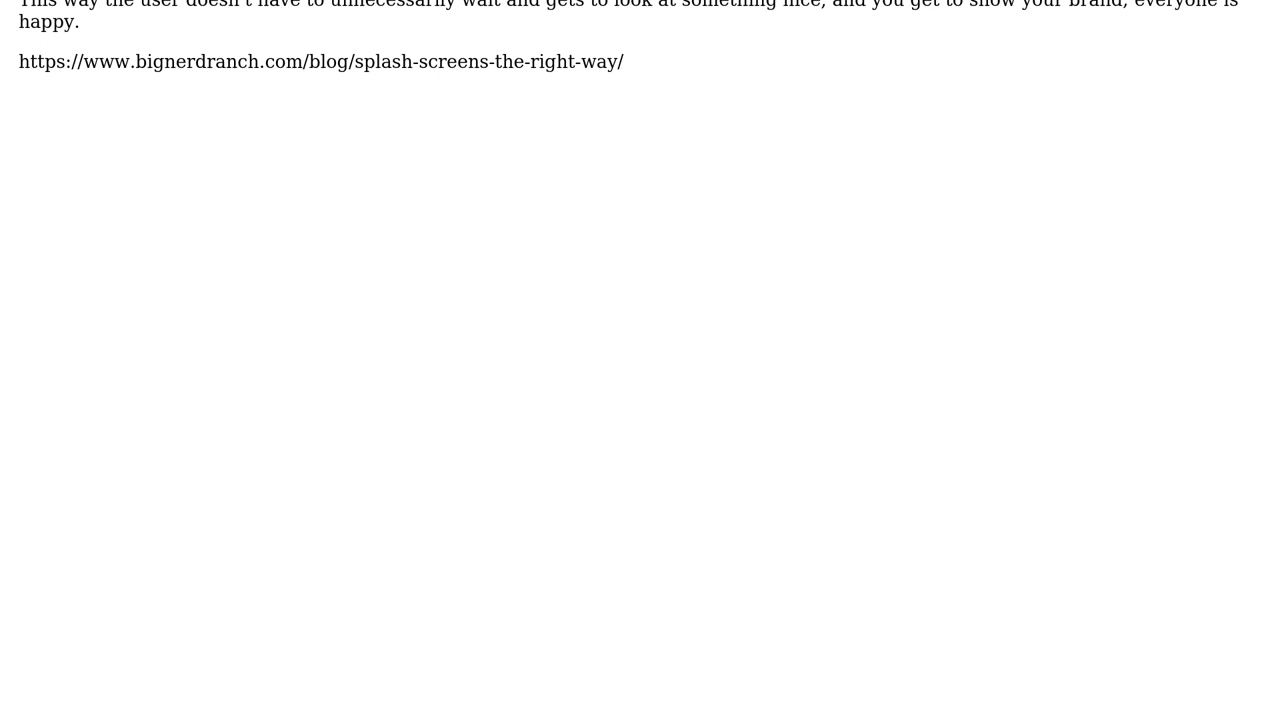 This way the user doesn't have to unnecessarily wait and gets to look at something nice, and you get to show your brand, everyone is
happy.
https://www.bignerdranch.com/blog/splash-screens-the-right-way/